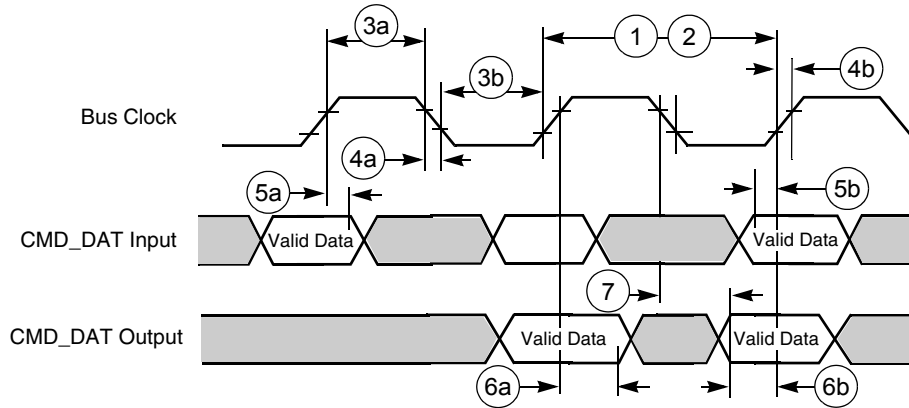 3a
1 2
4b
3b
Bus Clock
4a
5a
5b
CMD_DAT Input
Valid Data
Valid Data
7
CMD_DAT Output
Valid Data
Valid Data
6a
6b